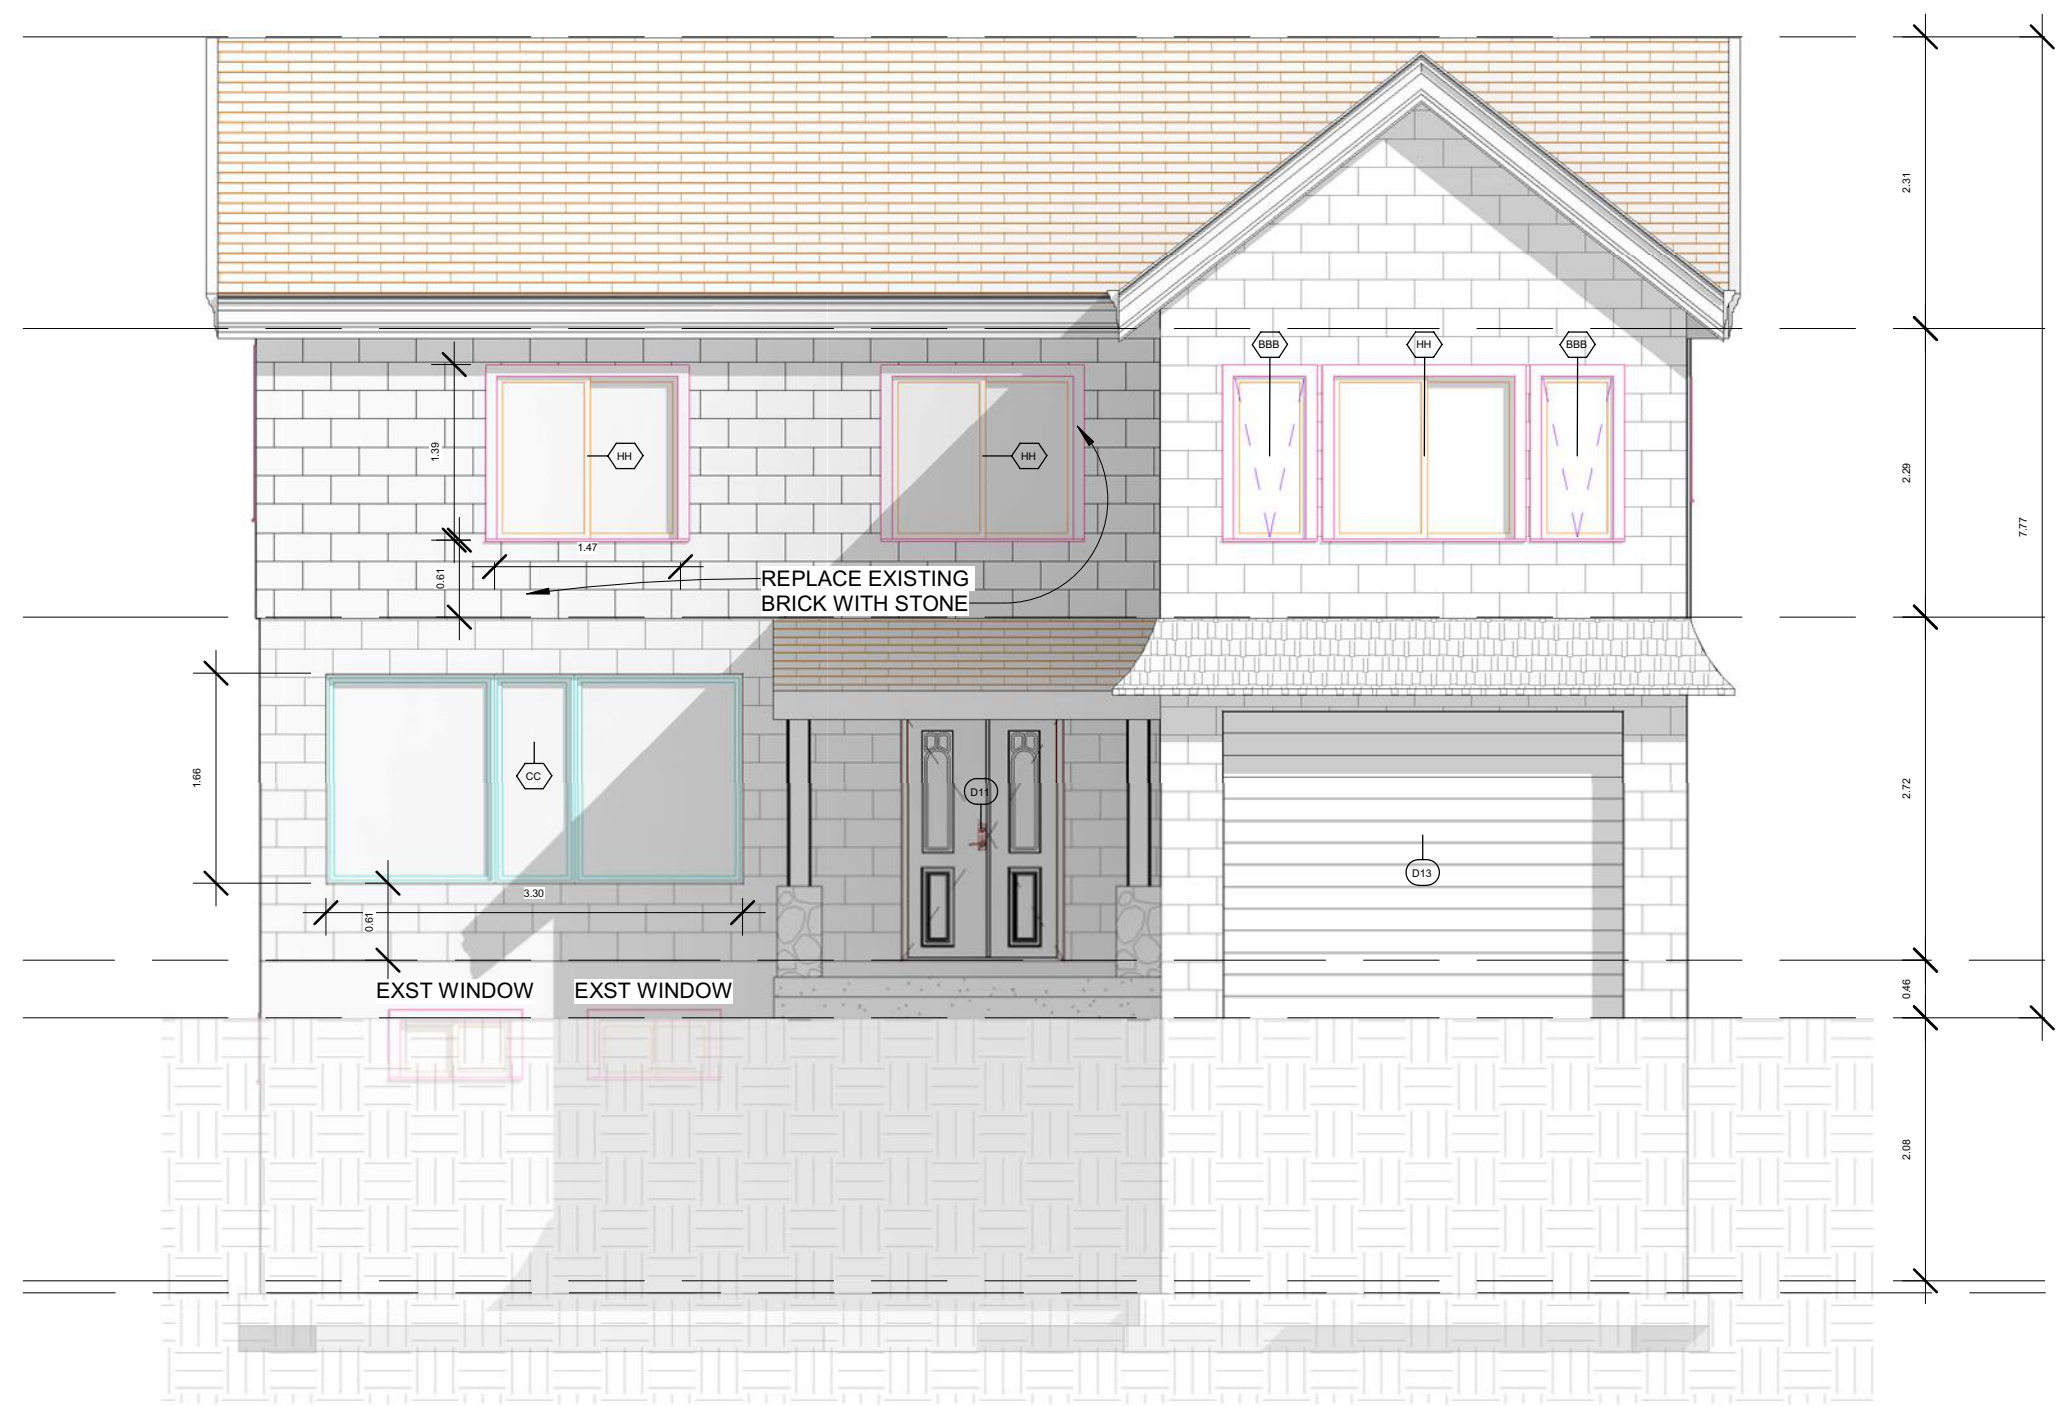 2.31
BBB
HH
BBB
1.39
HH
HH
2.29
7.77
1.47
0.61
REPLACE EXISTING
BRICK WITH STONE
1.66
CC
D11
D13
2.72
3.30
0.61
EXST WINDOW
EXST WINDOW
0.46
2.08